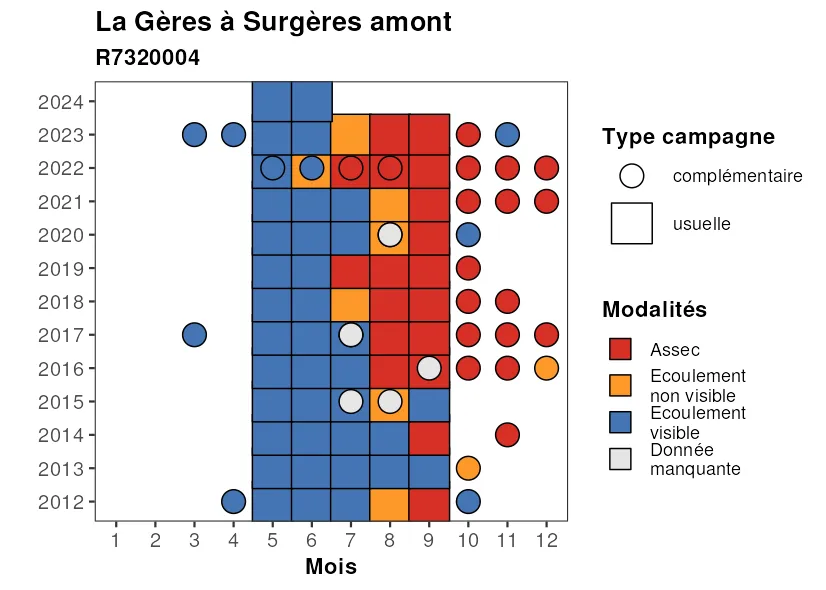 La Gères à Surgères amont
R7320004
2024
2023
2022
2021
2020
2019
2018
2017
2016
2015
2014
2013
2012
1 2 3 4 5 6 7 8 9 10 11 12
Mois
Type campagne
complémentaire
usuelle
Modalités
Assec
Ecoulement
non visible
Ecoulement
visible
Donnée
manquante